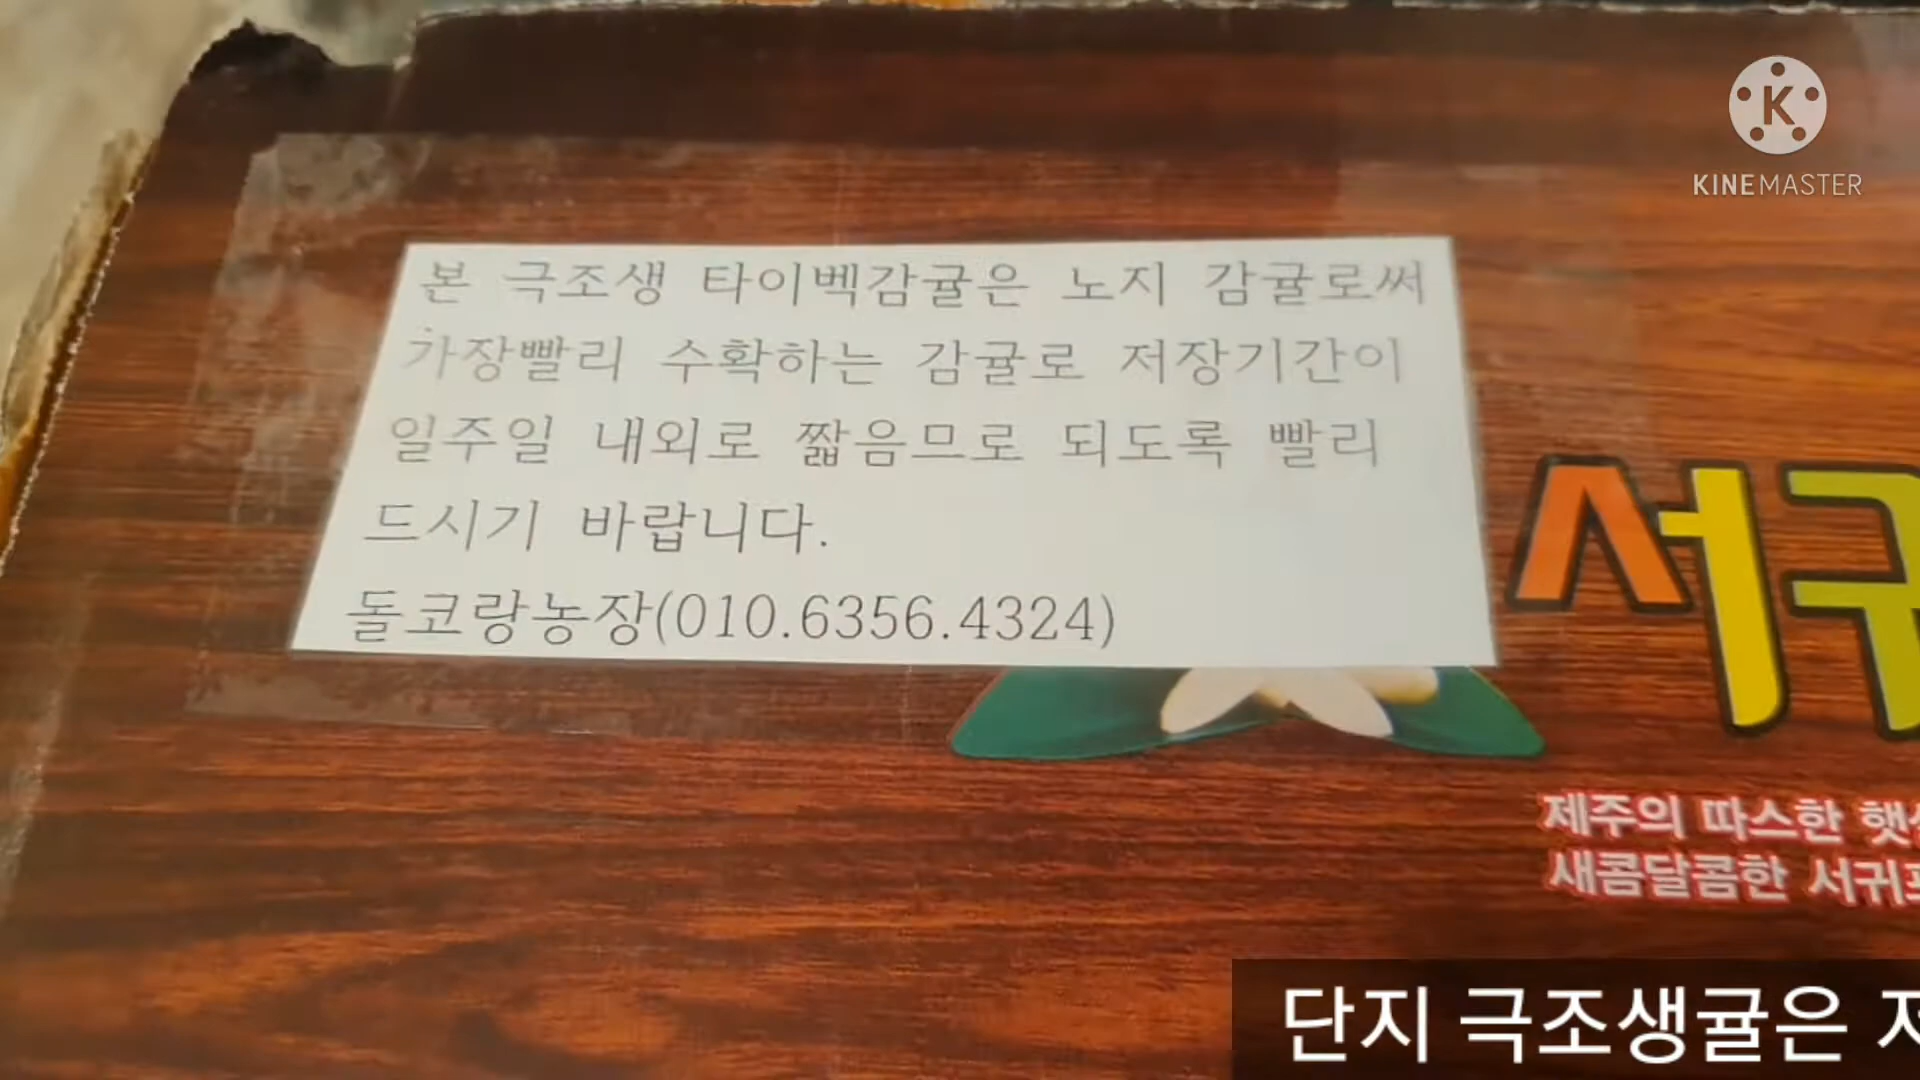 KINEMASTER
본 극조생 타이벡감귤은 노지 감귤로써
가장빨리 수확하는 감귤로 저장기간이
일주일 내외로 짧음므로 되도록 빨리
드시기 바랍니다.
돌코랑농장(010.6356.4324)
서귀
제주의 따스한
새콤달콤한
단지 극조생귤은